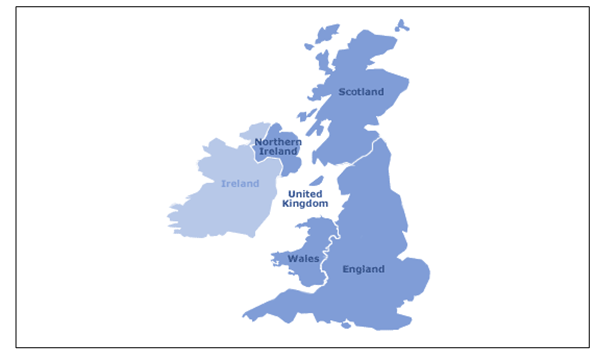 Scotland
Northern
Ireland
Ireland
United
Kingdom
Wales
England